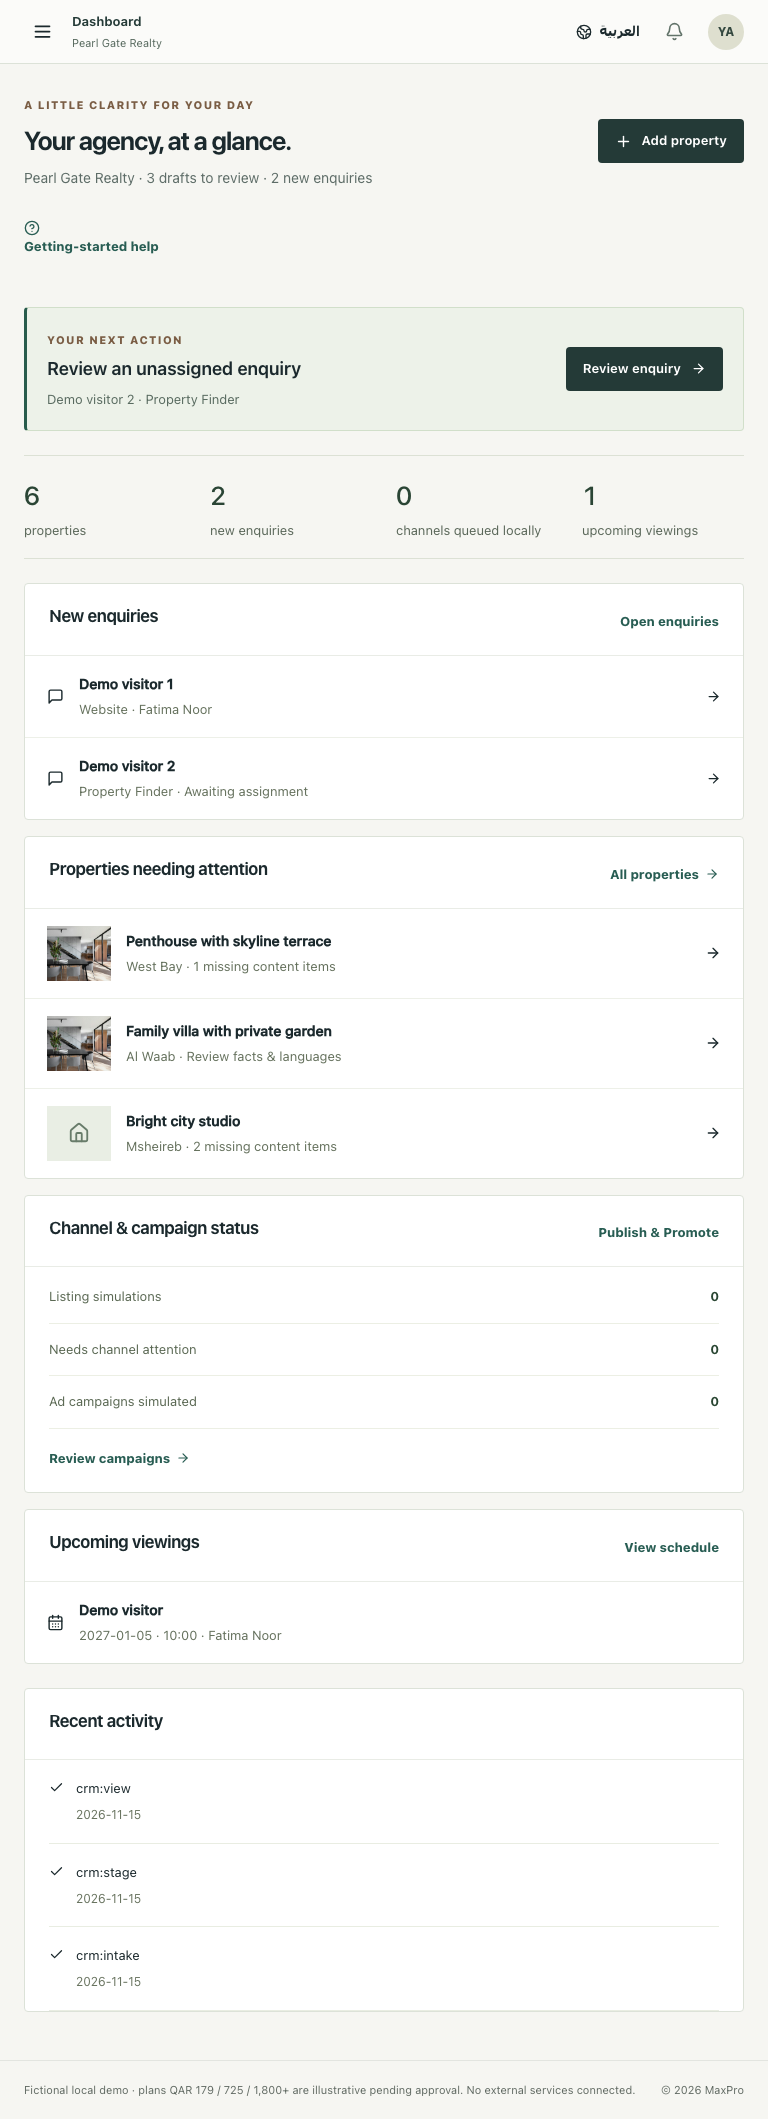 Dashboard
Pearl Gate Realty
العربية
YA
A LITTLE CLARITY FOR YOUR DAY
Your agency, at a glance.
Pearl Gate Realty · 3 drafts to review · 2 new enquiries
Add property
Getting-started help
YOUR NEXT ACTION
Review an unassigned enquiry
Demo visitor 2 · Property Finder
Review enquiry
6
properties
2
new enquiries
0
channels queued locally
1
upcoming viewings
New enquiries
Open enquiries
Demo visitor 1
Website · Fatima Noor
Demo visitor 2
Property Finder · Awaiting assignment
Properties needing attention
All properties
Penthouse with skyline terrace
West Bay · 1 missing content items
Family villa with private garden
Al Waab · Review facts & languages
Bright city studio
Msheireb · 2 missing content items
Channel & campaign status
Publish & Promote
Listing simulations 0
Needs channel attention 0
Ad campaigns simulated 0
Review campaigns
Upcoming viewings
View schedule
Demo visitor
2027-01-05 · 10:00 · Fatima Noor
Recent activity
crm:view
2026-11-15
crm:stage
2026-11-15
crm:intake
2026-11-15
Fictional local demo · plans QAR 179 / 725 / 1,800+ are illustrative pending approval. No external services connected.
© 2026 MaxPro